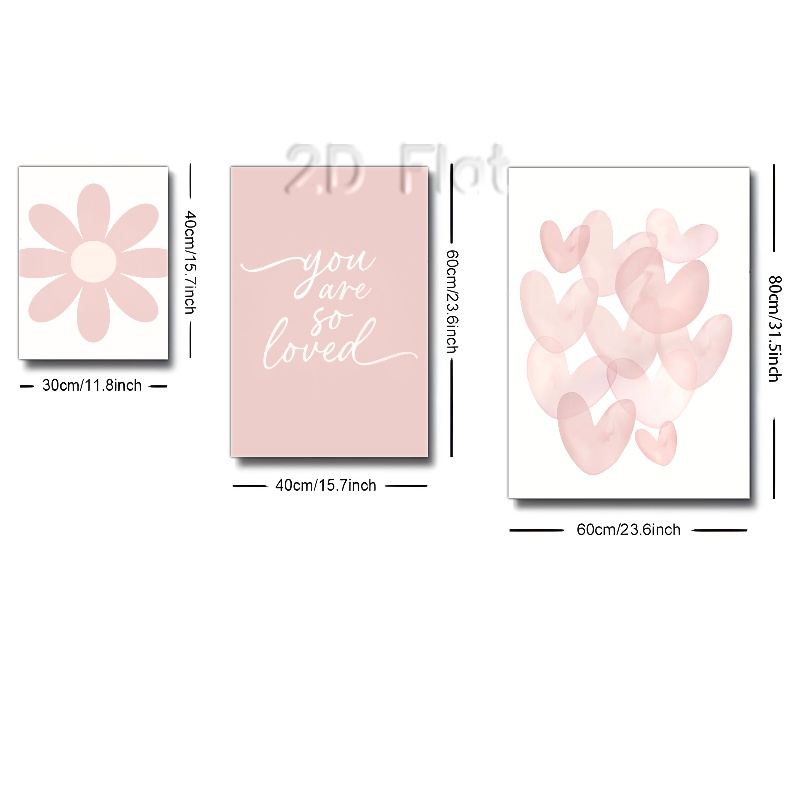 2D Flat
40cm/15.7inch
30cm/11.8inch
you
are
so
loved
60cm/23.6inch
40cm/15.7inch
80cm/31.5inch
60cm/23.6inch